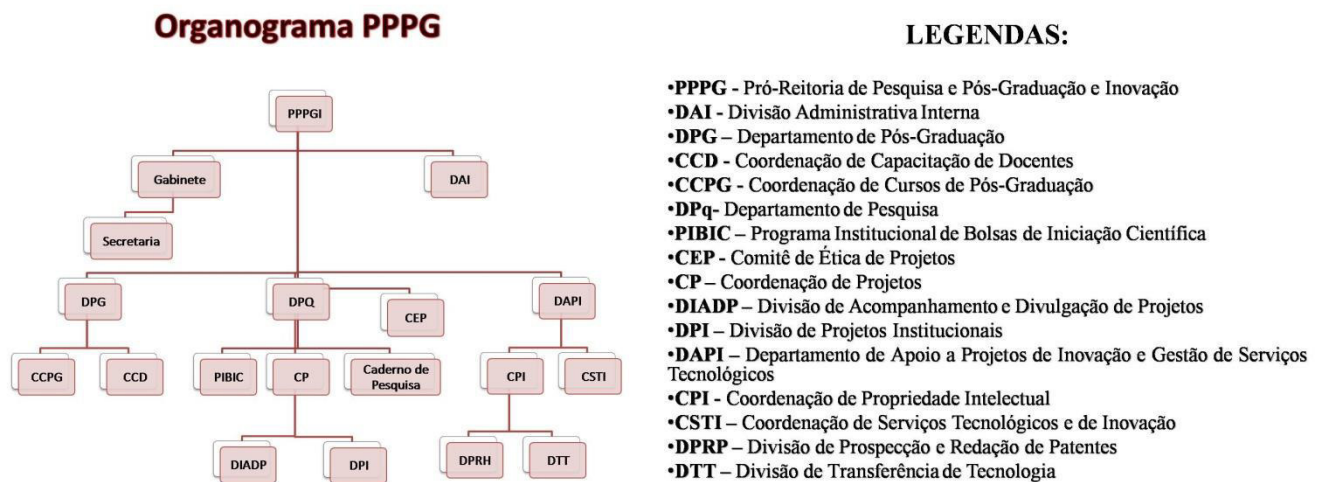 Organograma PPPG
PPPGI
Gabinete
DAI
Secretaria
DPG
DPQ
CEP
DAPI
CCPG
CCD
PIBIC
CP
Caderno de
Pesquisa
CPI
CSTI
DIADP
DPI
DPRH
DTT
LEGENDAS:
•PPPG - Pró-Reitoria de Pesquisa e Pós-Graduação e Inovação
•DAI - Divisão Administrativa Interna
•DPG – Departamento de Pós-Graduação
•CCD - Coordenação de Capacitação de Docentes
•CCPG - Coordenação de Cursos de Pós-Graduação
•DPq- Departamento de Pesquisa
•PIBIC – Programa Institucional de Bolsas de Iniciação Científica
•CEP - Comitê de Ética de Projetos
•CP – Coordenação de Projetos
•DIADP – Divisão de Acompanhamento e Divulgação de Projetos
•DPI – Divisão de Projetos Institucionais
•DAPI – Departamento de Apoio a Projetos de Inovação e Gestão de Serviços
Tecnológicos
•CPI - Coordenação de Propriedade Intelectual
•CSTI – Coordenação de Serviços Tecnológicos e de Inovação
•DPRP – Divisão de Prospecção e Redação de Patentes
•DTT – Divisão de Transferência de Tecnologia